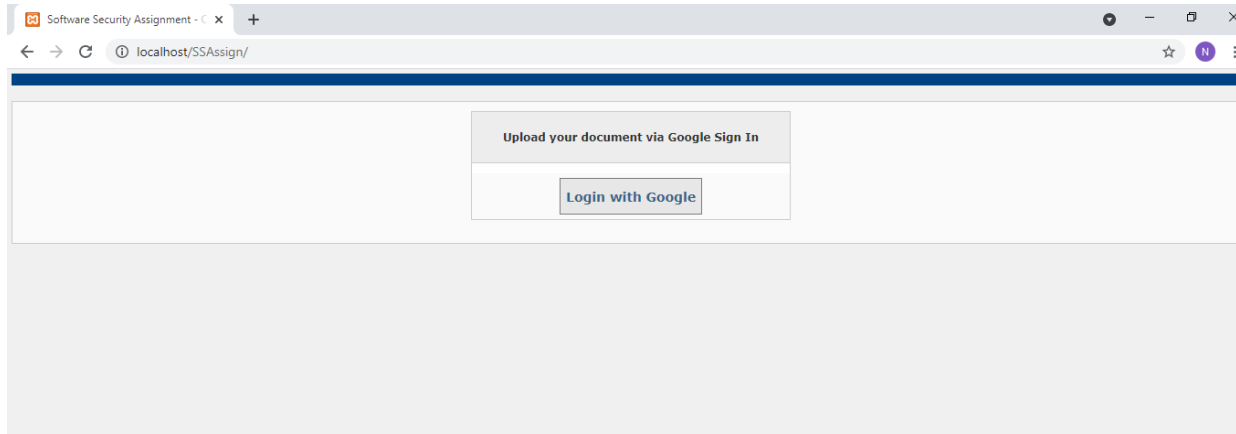 Software Security Assignment -
localhost/SSAssign/
N
Upload your document via Google Sign In
Login with Google